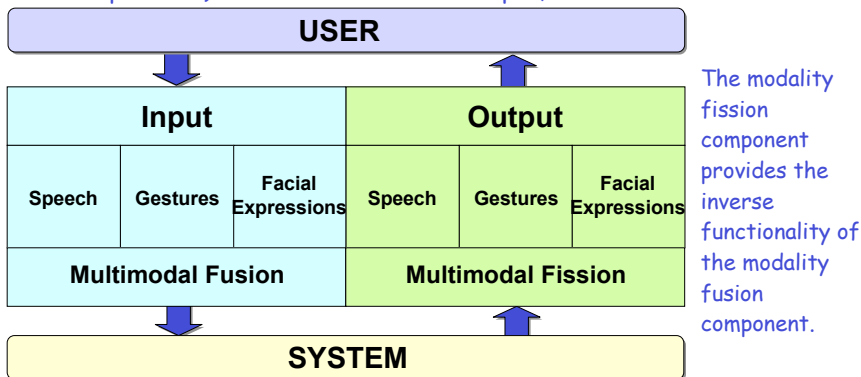 USER
Input
Output
Speech
Gestures
Facial
Expressions
Speech
Gestures
Facial
Expressions
Multimodal Fusion
Multimodal Fission
SYSTEM
The modality
fission
component
provides the
inverse
functionality of
the modality
fusion
component.